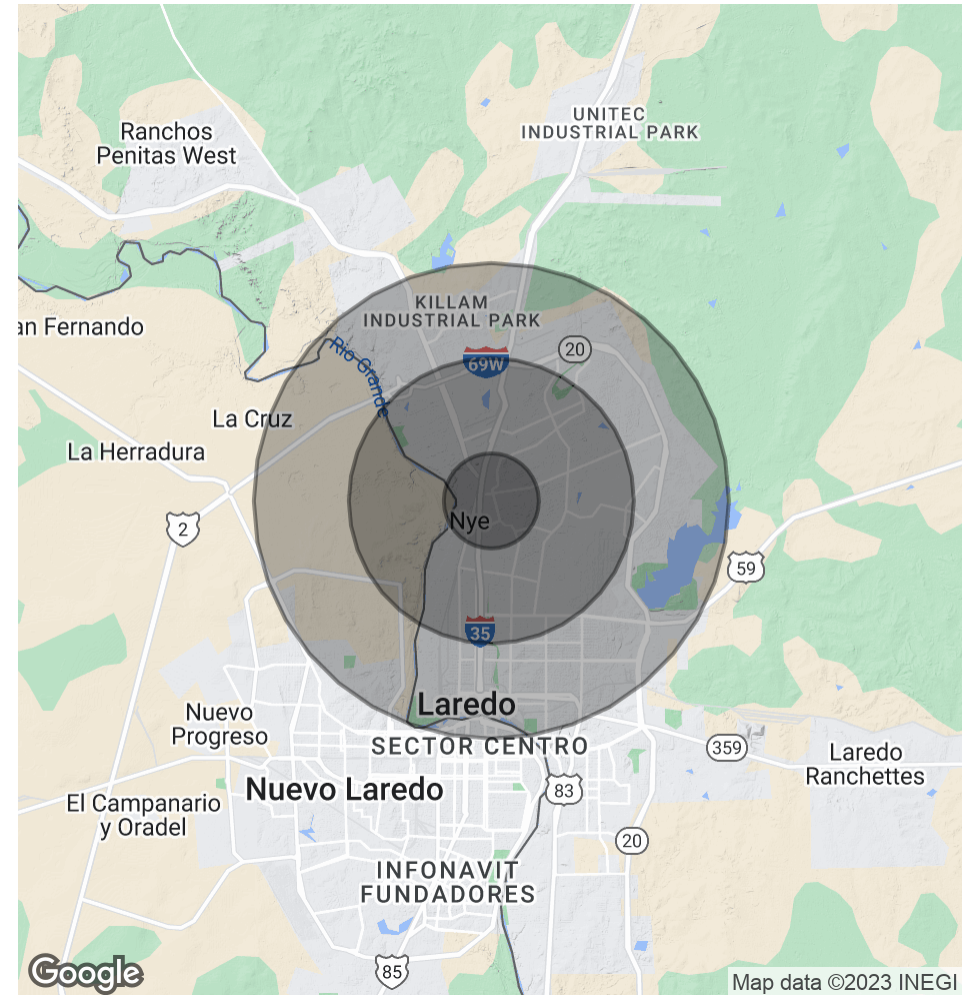 UNITEC
INDUSTRIAL PARK
Ranchos
Penitas West
KILLAM
INDUSTRIAL PARK
an Fernando
Rio Grande
20
69W
La Cruz
La Herradura
2
Nye
59
35
Laredo
Nuevo
Progreso
SECTOR CENTRO
359
Laredo
Ranchettes
Nuevo Laredo
83
El Campanario
y Oradel
20
INFONAVIT
FUNDADORES
85
Google
Map data ©2023 INEGI